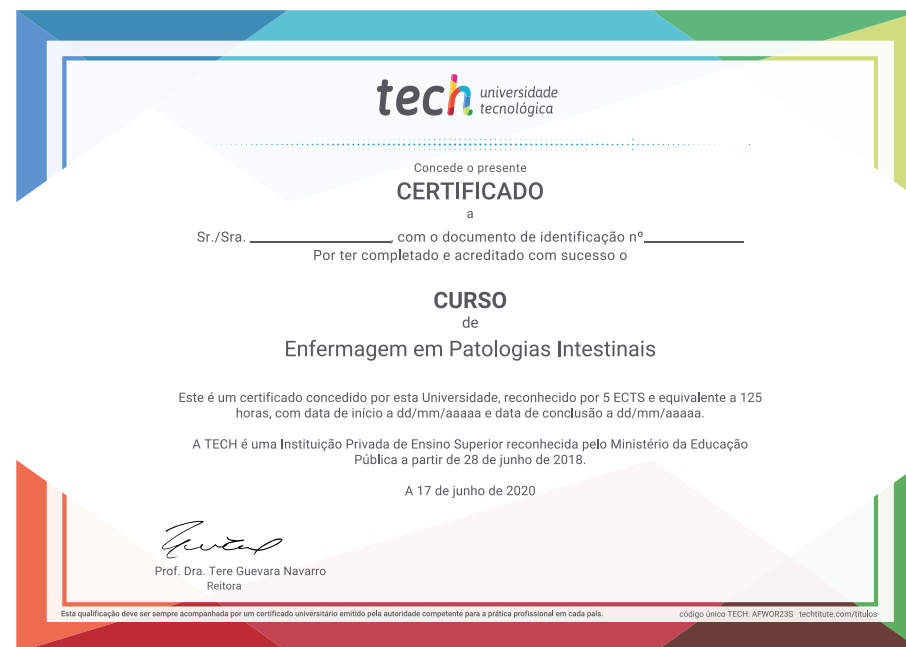 tech universidade
tecnológica
Concede o presente
CERTIFICADO
a
Sr./Sra. , com o documento de identificação nº
Por ter completado e acreditado com sucesso o
CURSO
de
Enfermagem em Patologias Intestinais
Este é um certificado concedido por esta Universidade, reconhecido por 5 ECTS e equivalente a 125
horas, com data de início a dd/mm/aaaaa e data de conclusão a dd/mm/aaaaa.
A TECH é uma Instituição Privada de Ensino Superior reconhecida pelo Ministério da Educação
Pública a partir de 28 de junho de 2018.
A 17 de junho de 2020
Prof. Dra. Tere Guevara Navarro
Reitora
Esta qualificação deve ser sempre acompanhada por um certificado universitário emitido pela autoridade competente para a prática profissional em cada país.
código único TECH: AFWOR23S techtitute.com/titulos